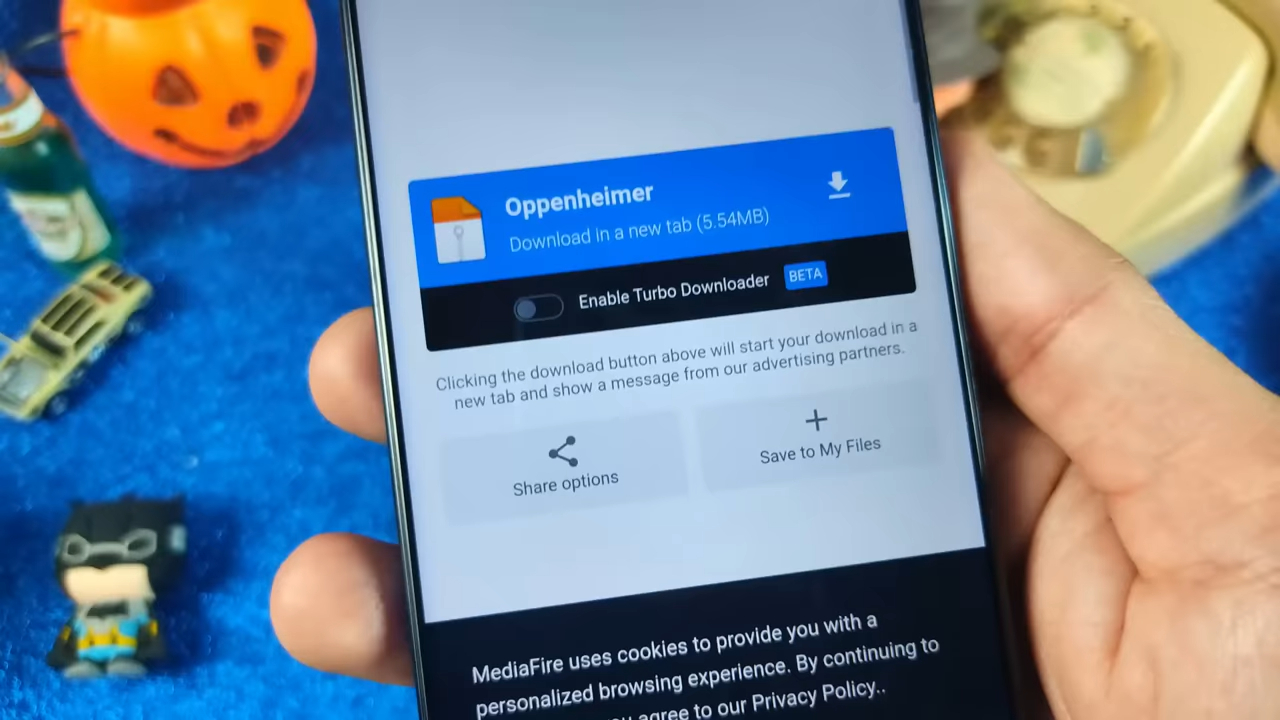 Oppenheimer
Download in a new tab (5.54MB)
Enable Turbo Downloader BETA
Clicking the download button above will start your download in a
new tab and show a message from our advertising partners.
Share options
Save to My Files
MediaFire uses cookies to provide you with a
personalized browsing experience. By continuing to
agree to our Privacy Policy..